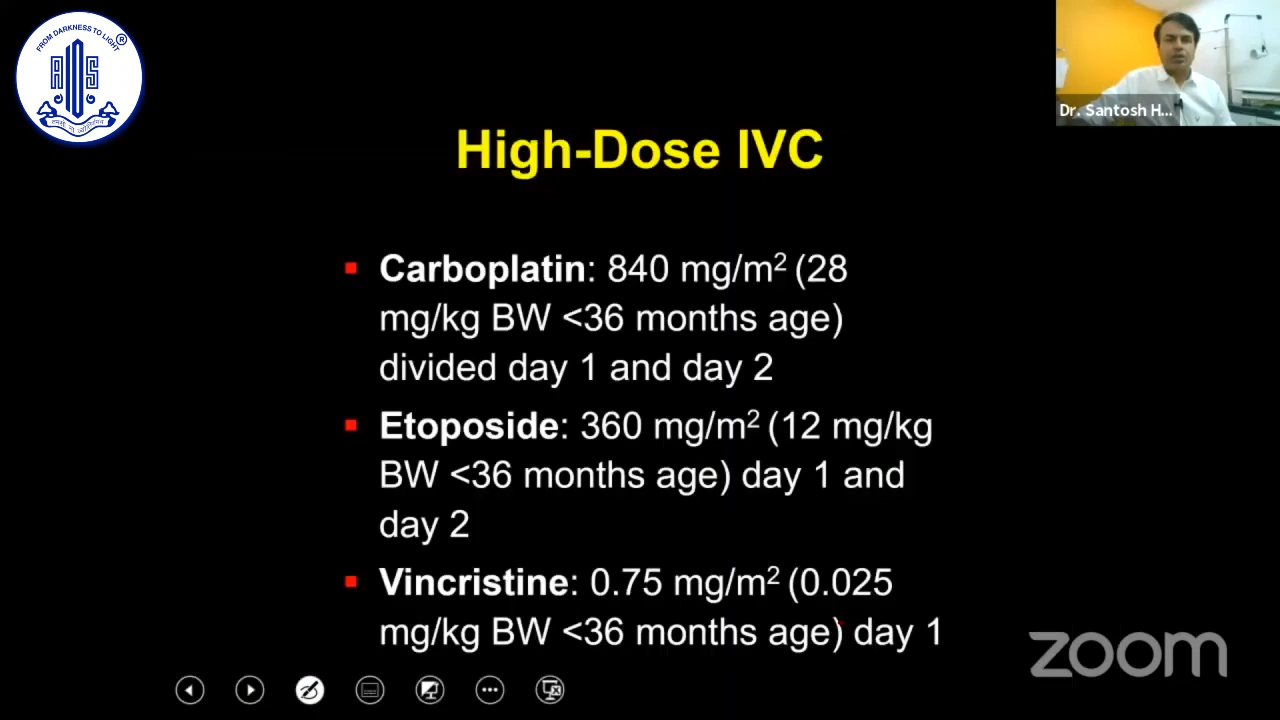 FROM DARKNESS TO LIGHT
®
AIOS
Dr. Santosh H...
High-Dose IVC
▪ Carboplatin: 840 mg/m² (28
mg/kg BW <36 months age)
divided day 1 and day 2
▪ Etoposide: 360 mg/m² (12 mg/kg
BW <36 months age) day 1 and
day 2
▪ Vincristine: 0.75 mg/m² (0.025
mg/kg BW <36 months age) day 1
zoom